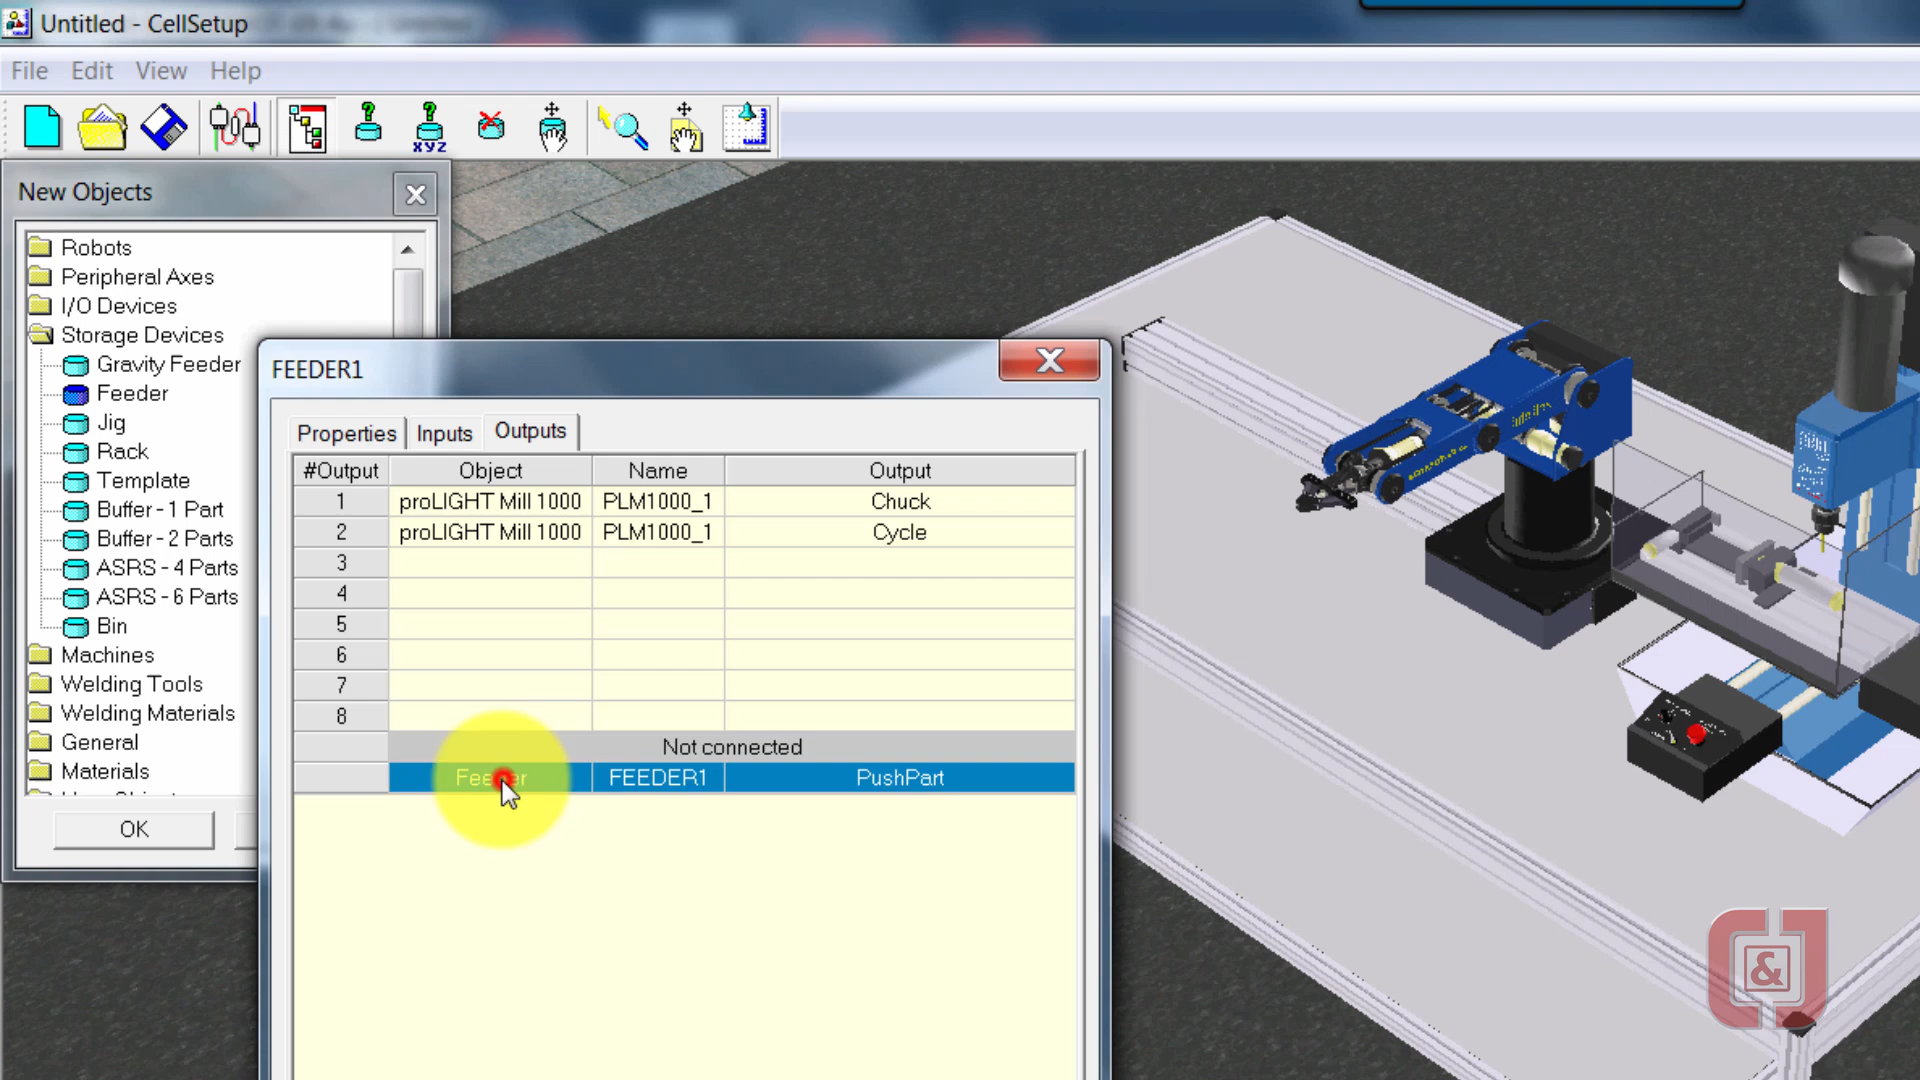 Untitled - CellSetup
File Edit View Help
XYZ
New Objects
Robots
Peripheral Axes
I/O Devices
Storage Devices
Gravity Feeder
Feeder
Jig
Rack
Template
Buffer - 1 Part
Buffer - 2 Parts
ASRS - 4 Parts
ASRS - 6 Parts
Bin
Machines
Welding Tools
Welding Materials
General
Materials
OK
FEEDER1
Properties Inputs Outputs
#Output Object Name Output
1 proLIGHT Mill 1000 PLM1000_1 Chuck
2 proLIGHT Mill 1000 PLM1000_1 Cycle
3
4
5
6
7
8
Not connected
Feeder FEEDER1 PushPart
C&J